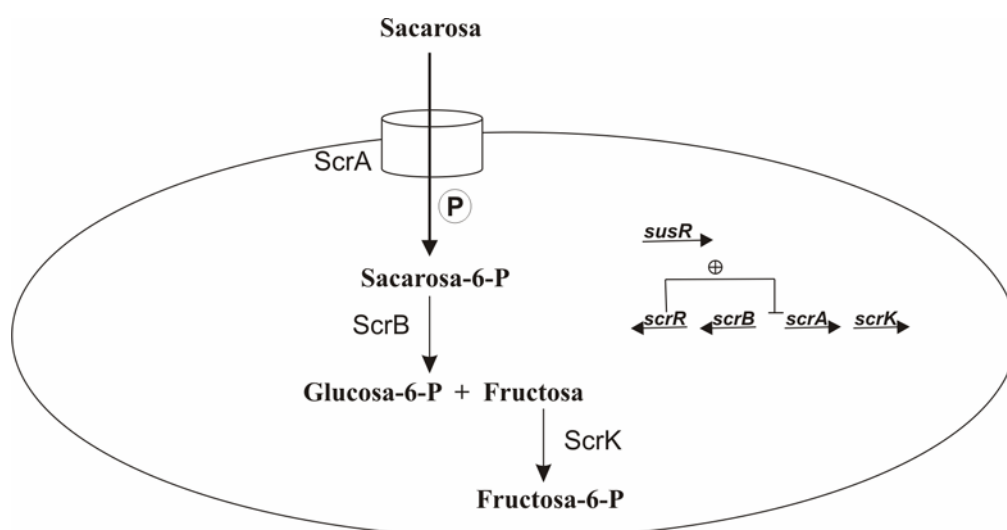 Sacarosa
ScrA
P
susR
Sacarosa-6-P
⊕
scrR scrB scrA scrK
ScrB
Glucosa-6-P + Fructosa
ScrK
Fructosa-6-P